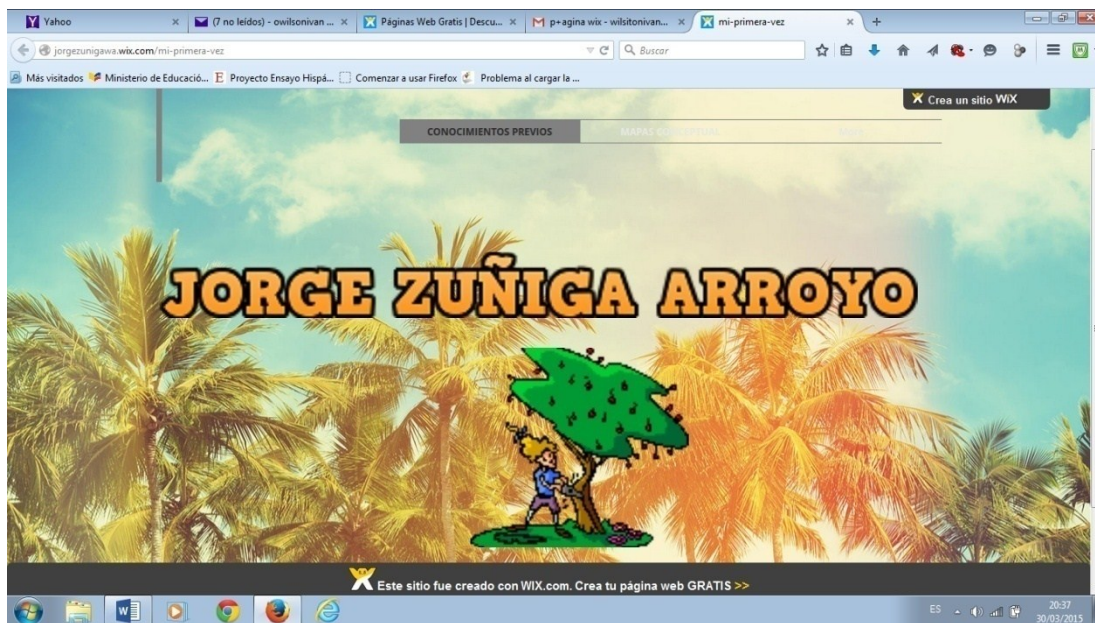 Yahoo
(7 no leídos) - owilsonivan ...
Páginas Web Gratis | Descu...
p+agina wix - wilsitonivan...
mi-primera-vez
jorgezunigawa.wix.com/mi-primera-vez
Buscar
Más visitados
Ministerio de Educació...
Proyecto Ensayo Hispá...
Comenzar a usar Firefox
Problema al cargar la ...
Crea un sitio WiX
CONOCIMIENTOS PREVIOS
JORGE ZUÑIGA ARROYO
Este sitio fue creado con WIX.com. Crea tu página web GRATIS >>
ES
20:37
30/03/2015